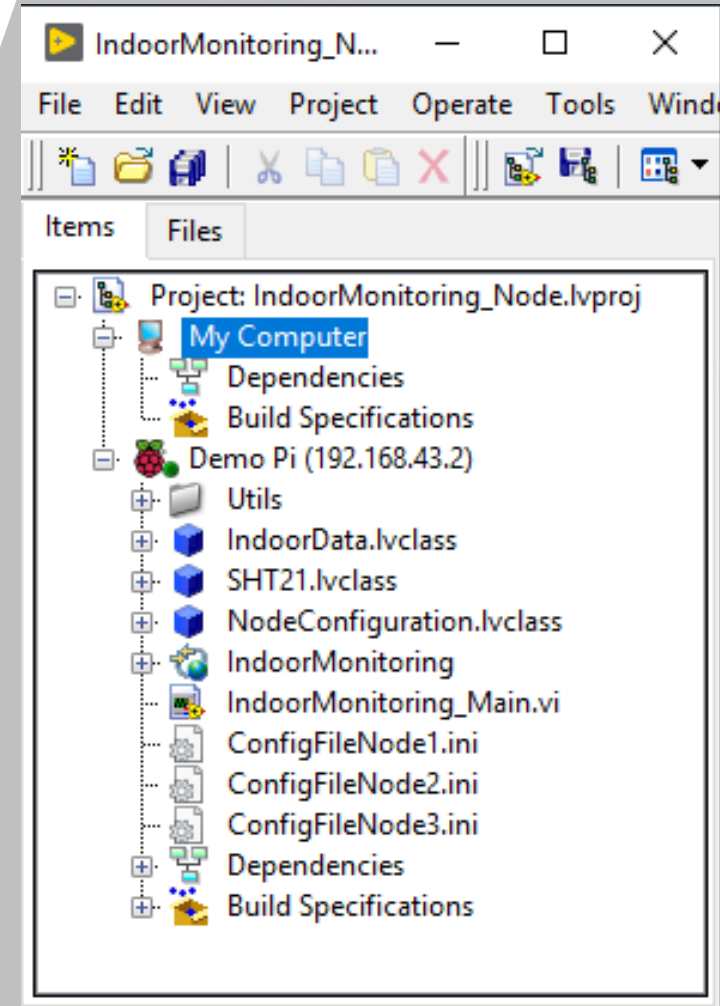 IndoorMonitoring_N...
File Edit View Project Operate Tools Windo
Items Files
Project: IndoorMonitoring_Node.lvproj
My Computer
Dependencies
Build Specifications
Demo Pi (192.168.43.2)
Utils
IndoorData.lvclass
SHT21.lvclass
NodeConfiguration.lvclass
IndoorMonitoring
IndoorMonitoring_Main.vi
ConfigFileNode1.ini
ConfigFileNode2.ini
ConfigFileNode3.ini
Dependencies
Build Specifications